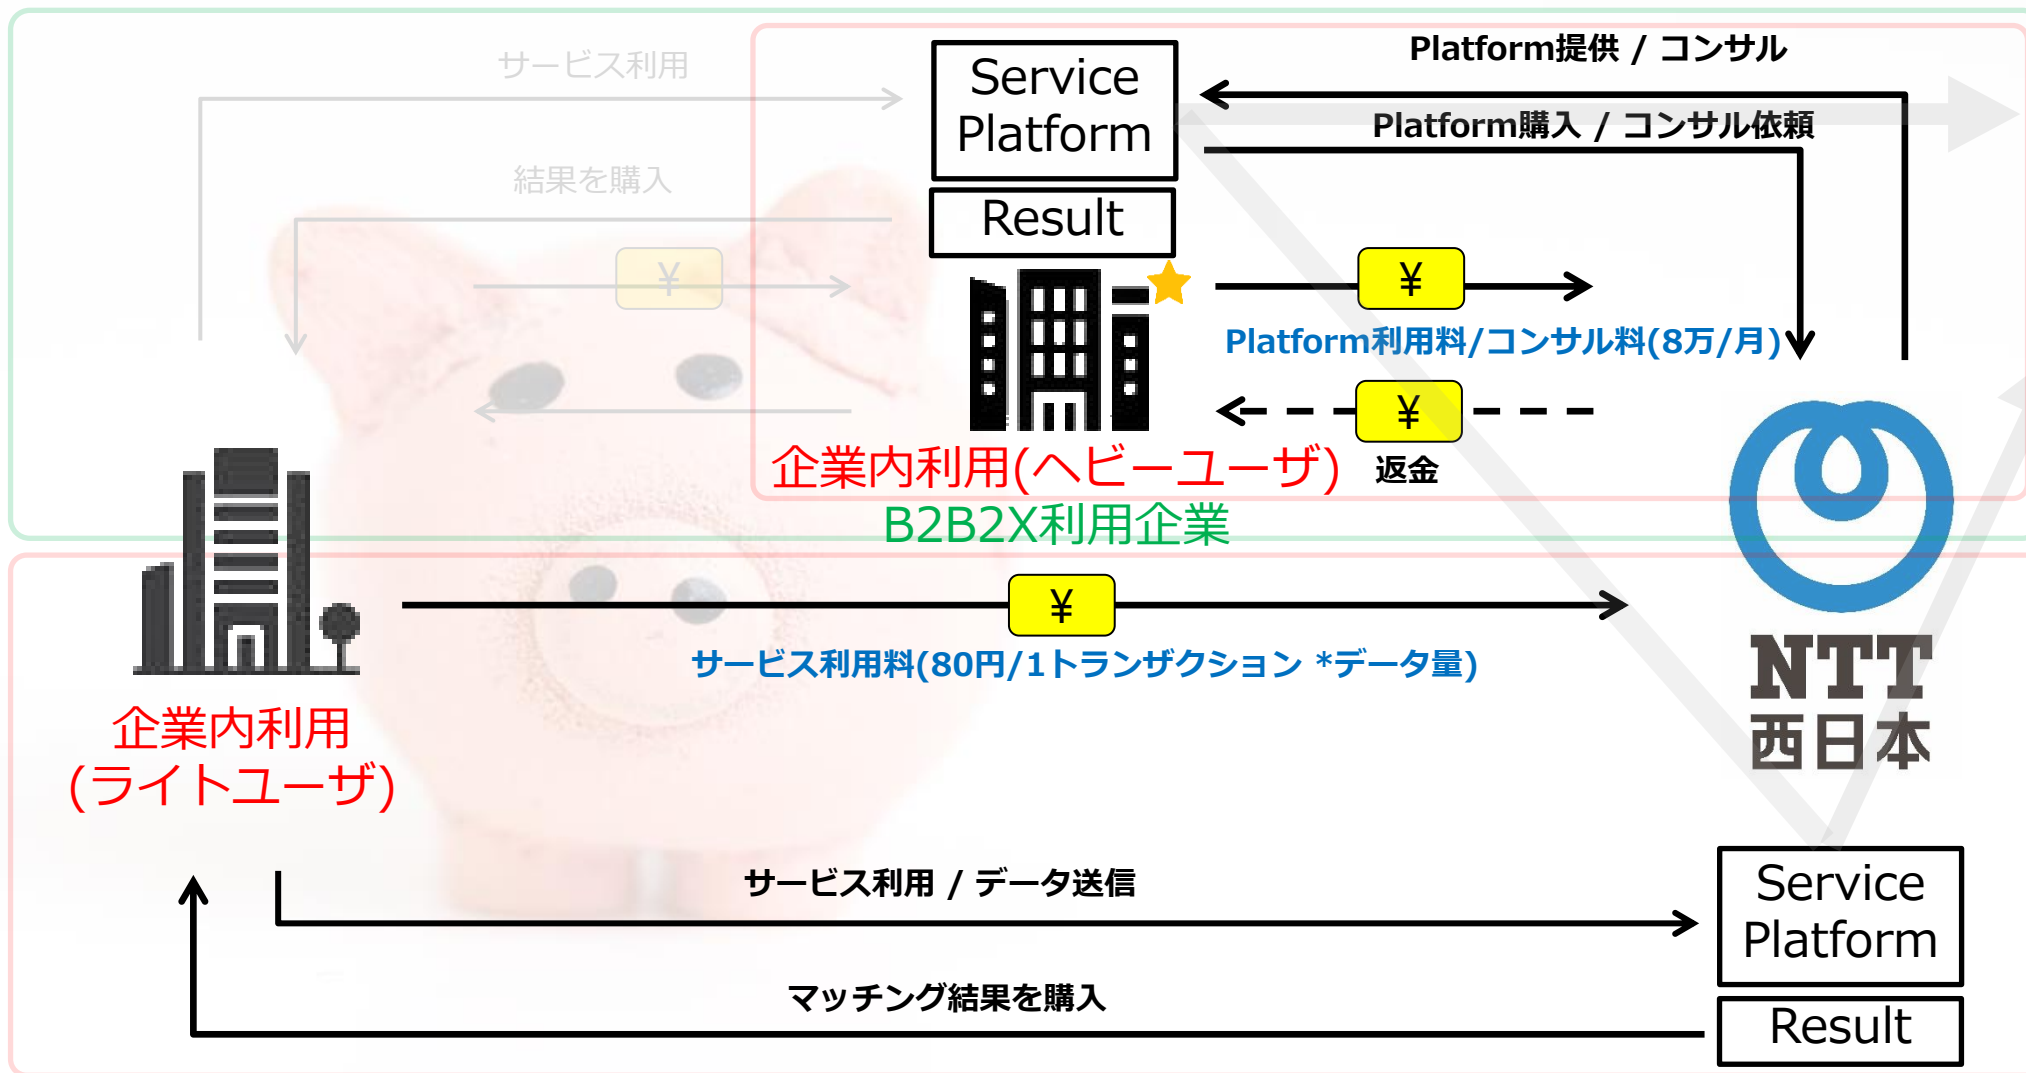 サービス利用
Service
Platform
Platform提供 / コンサル
Platform購入 / コンサル依頼
結果を購入
Result
¥
¥
Platform利用料/コンサル料(8万/月)
¥
返金
企業内利用(ヘビーユーザ)
B2B2X利用企業
¥
サービス利用料(80円/1トランザクション *データ量)
NTT
西日本
企業内利用
(ライトユーザ)
サービス利用 / データ送信
Service
Platform
マッチング結果を購入
Result